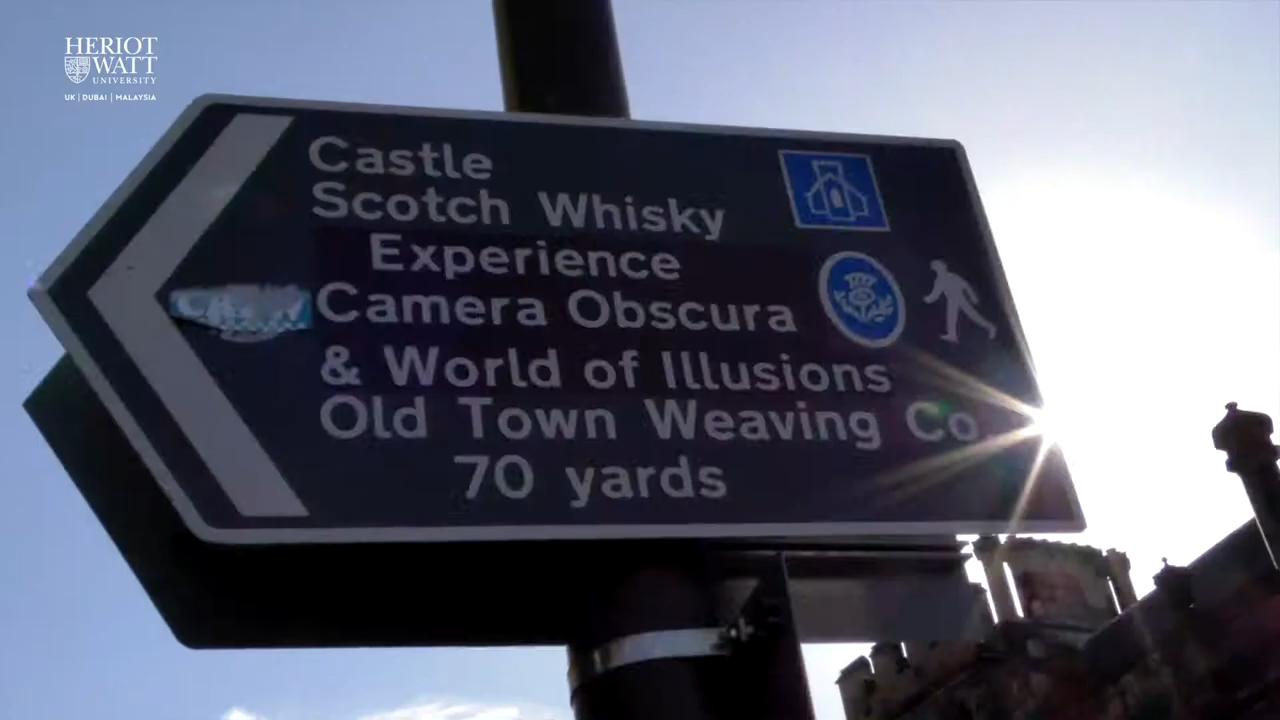 HERIOT
WATT
UNIVERSITY
UK | DUBAI | MALAYSIA
Castle
Scotch Whisky
Experience
Camera Obscura
& World of Illusions
Old Town Weaving Co
70 yards